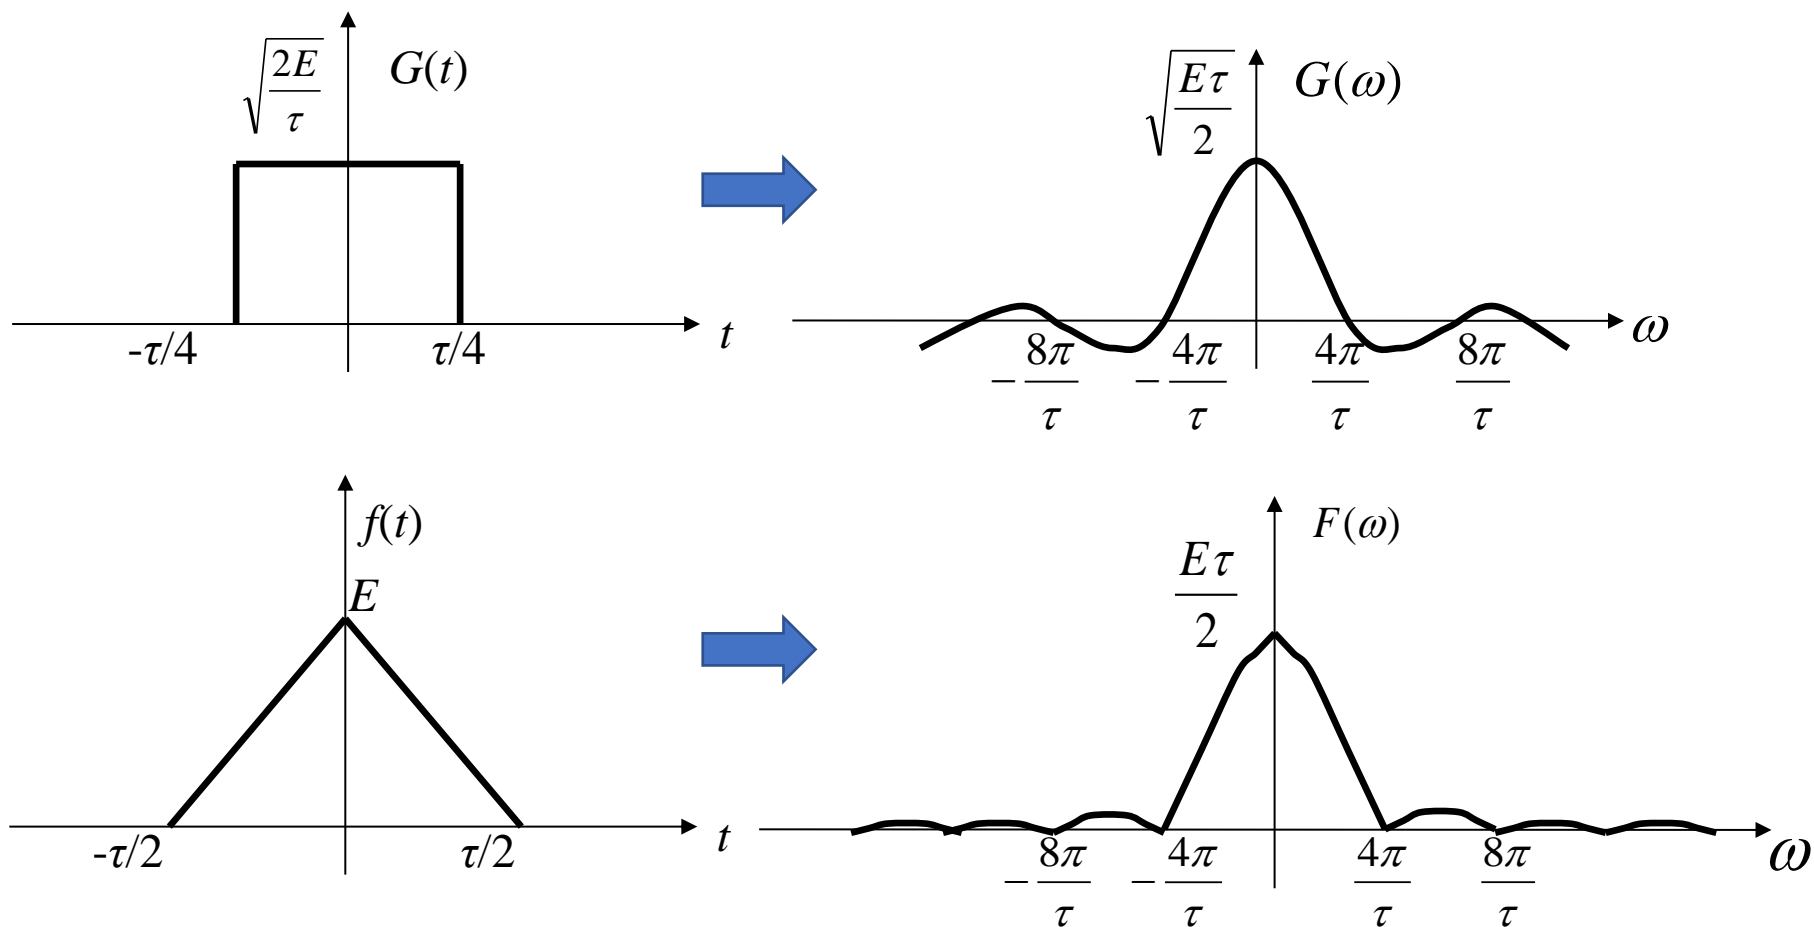 √(2E/τ)
G(t)
-τ/4
τ/4
t
√(Eτ/2)
G(ω)
-8π/τ
-4π/τ
4π/τ
8π/τ
ω
f(t)
E
-τ/2
τ/2
t
Eτ/2
F(ω)
-8π/τ
-4π/τ
4π/τ
8π/τ
ω